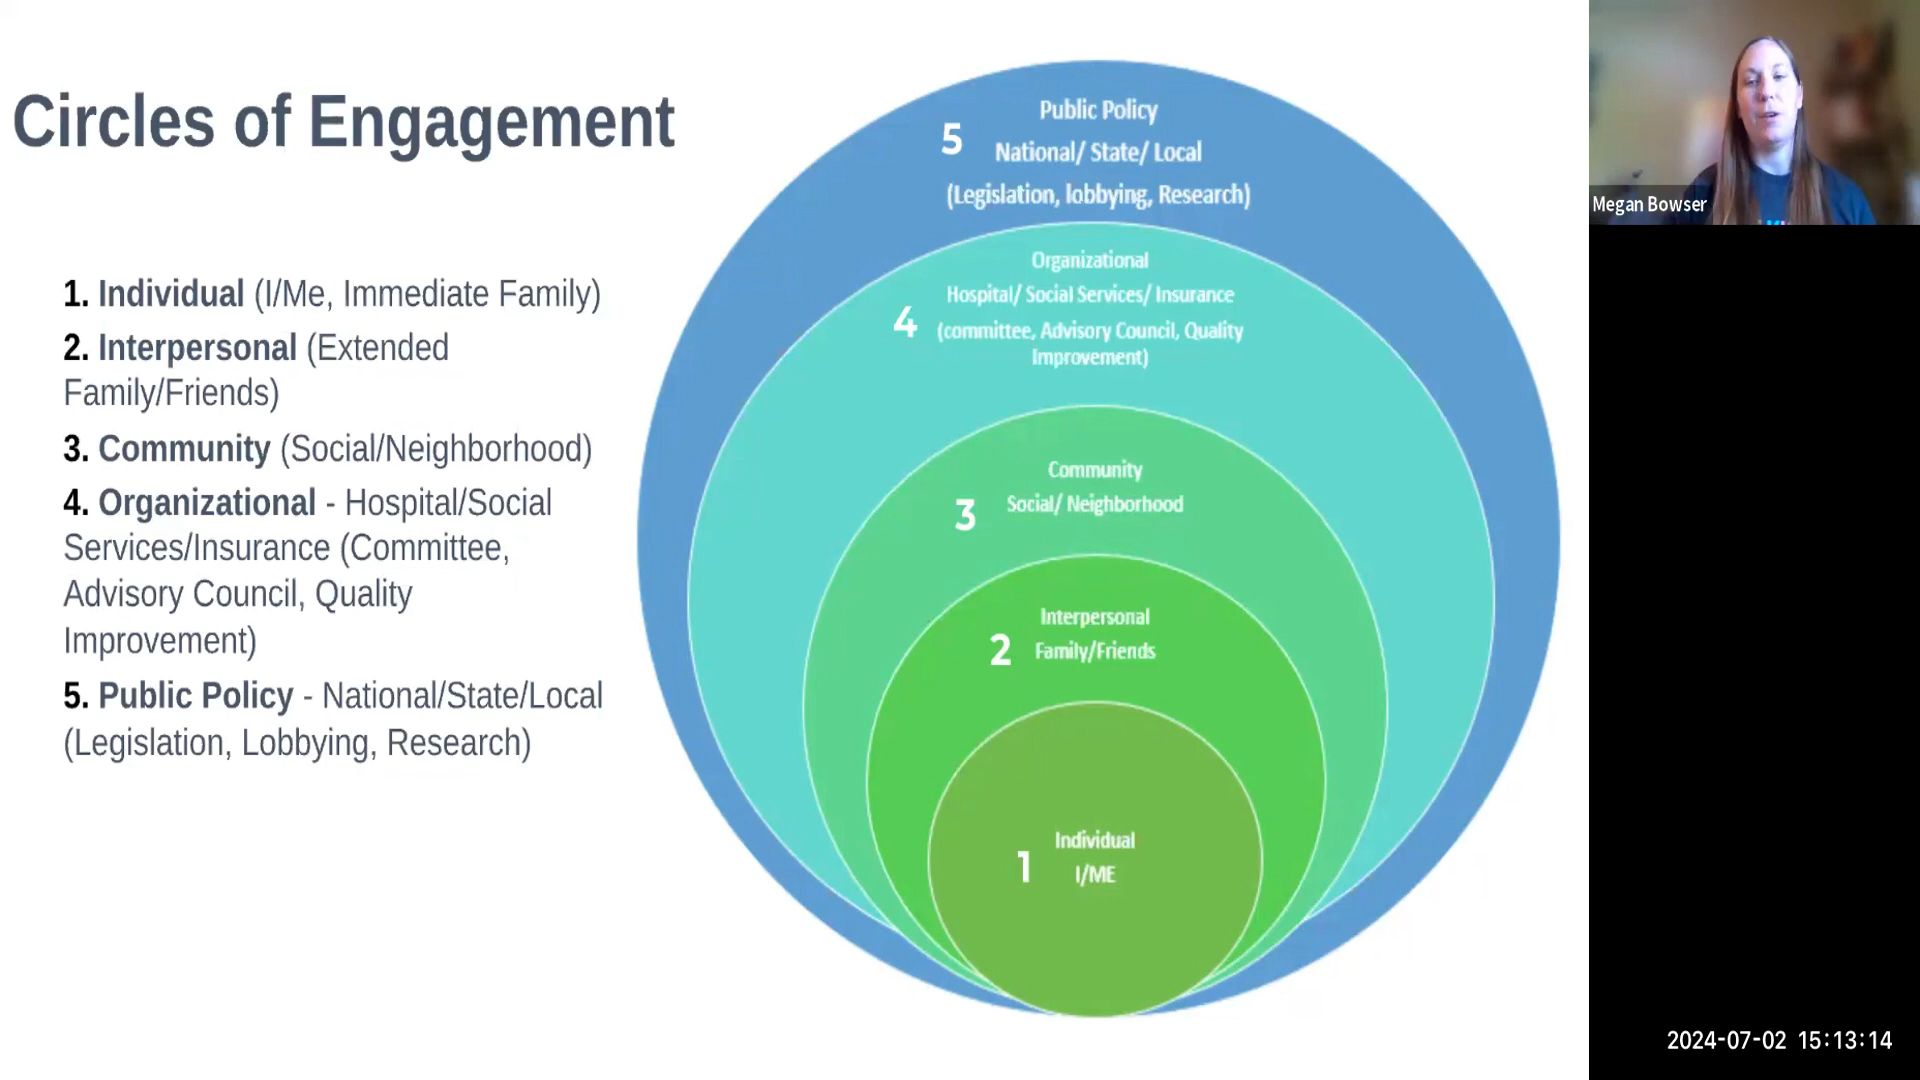 Circles of Engagement
1. Individual (I/Me, Immediate Family)
2. Interpersonal (Extended
Family/Friends)
3. Community (Social/Neighborhood)
4. Organizational - Hospital/Social
Services/Insurance (Committee,
Advisory Council, Quality
Improvement)
5. Public Policy - National/State/Local
(Legislation, Lobbying, Research)
5
Public Policy
National/ State/ Local
(Legislation, lobbying, Research)
4
Organizational
Hospital/ Social Services/ Insurance
(committee, Advisory Council, Quality
Improvement)
3
Community
Social/ Neighborhood
2
Interpersonal
Family/Friends
1
Individual
I/ME
Megan Bowser
2024-07-02 15:13:14